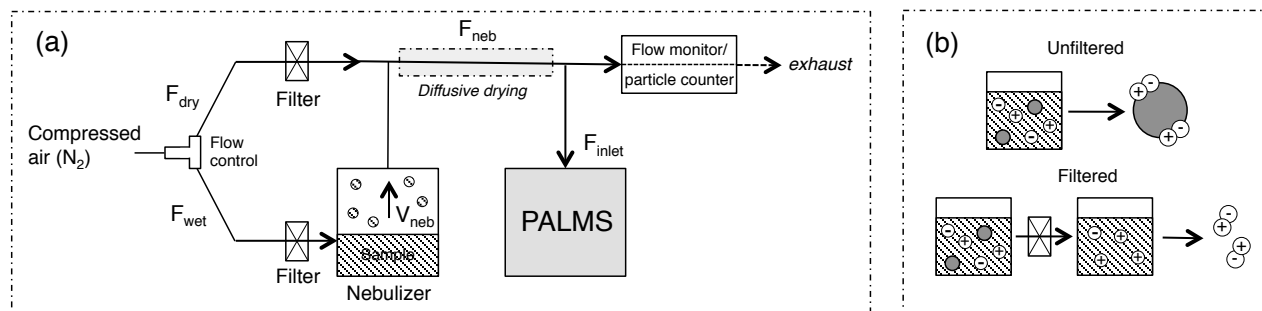 (a)
F_neb
Flow monitor/
particle counter
exhaust
Diffusive drying
Filter
F_dry
Compressed
air (N₂)
Flow
control
F_inlet
F_wet
V_neb
Sample
PALMS
Filter
Nebulizer
(b)
Unfiltered
- + - +
+ -
- +
+ -
Filtered
- + + - +
- + + - +
- +
+ -